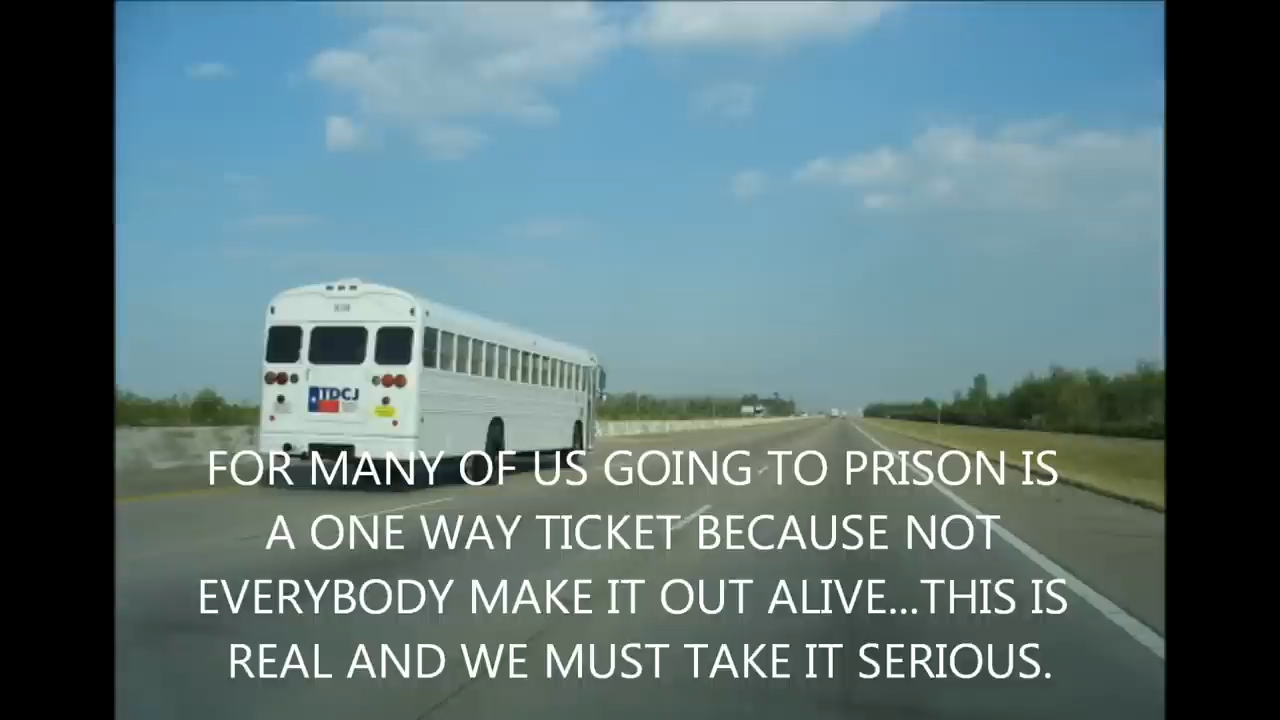 TDCJ
FOR MANY OF US GOING TO PRISON IS
A ONE WAY TICKET BECAUSE NOT
EVERYBODY MAKE IT OUT ALIVE...THIS IS
REAL AND WE MUST TAKE IT SERIOUS.